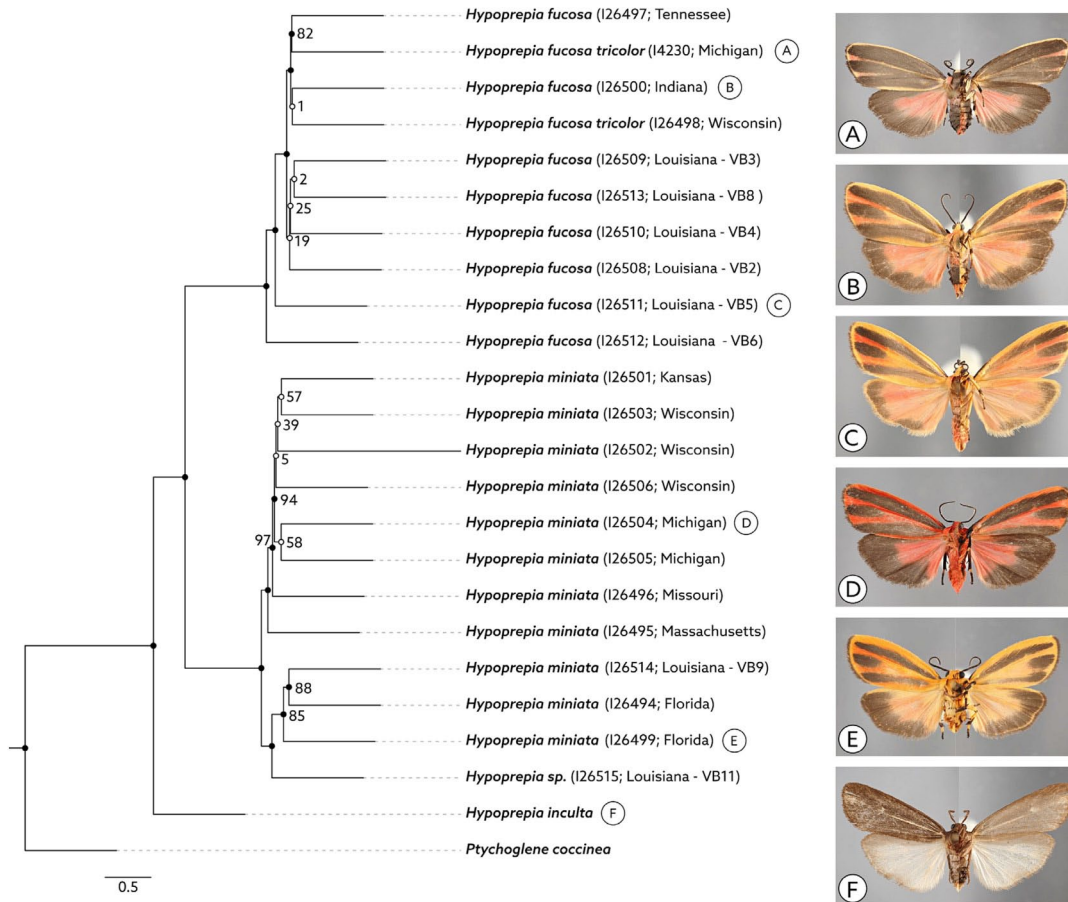 Hypoprepia fucosa (I26497; Tennessee)
82
Hypoprepia fucosa tricolor (I4230; Michigan) A
Hypoprepia fucosa (I26500; Indiana) B
1
Hypoprepia fucosa tricolor (I26498; Wisconsin)
Hypoprepia fucosa (I26509; Louisiana - VB3)
2
Hypoprepia fucosa (I26513; Louisiana - VB8 )
25
Hypoprepia fucosa (I26510; Louisiana - VB4)
19
Hypoprepia fucosa (I26508; Louisiana - VB2)
Hypoprepia fucosa (I26511; Louisiana - VB5) C
Hypoprepia fucosa (I26512; Louisiana - VB6)
Hypoprepia miniata (I26501; Kansas)
57
Hypoprepia miniata (I26503; Wisconsin)
39
Hypoprepia miniata (I26502; Wisconsin)
5
Hypoprepia miniata (I26506; Wisconsin)
94
Hypoprepia miniata (I26504; Michigan) D
97
58
Hypoprepia miniata (I26505; Michigan)
Hypoprepia miniata (I26496; Missouri)
Hypoprepia miniata (I26495; Massachusetts)
Hypoprepia miniata (I26514; Louisiana - VB9)
88
Hypoprepia miniata (I26494; Florida)
85
Hypoprepia miniata (I26499; Florida) E
Hypoprepia sp. (I26515; Louisiana - VB11)
Hypoprepia inculta F
Ptychoglene coccinea
0.5
A
B
C
D
E
F